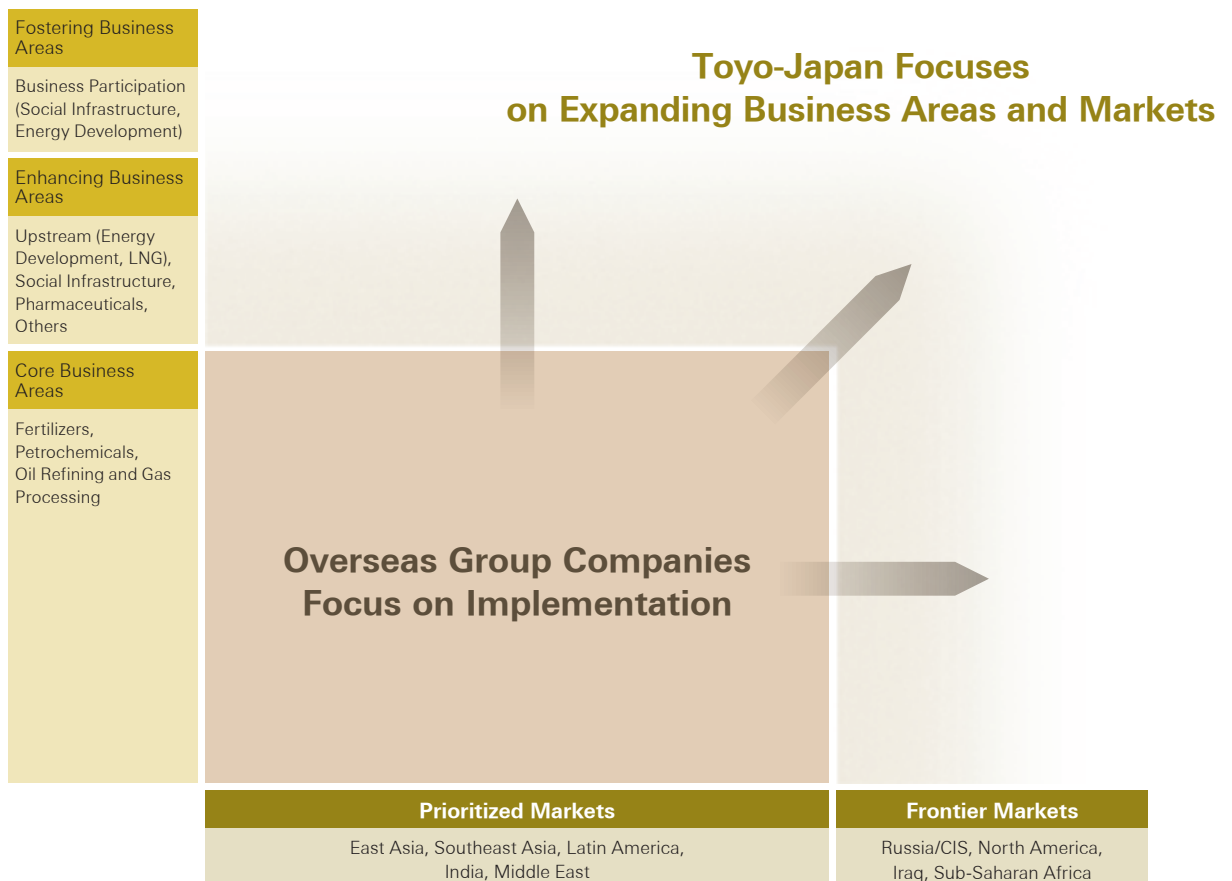 Fostering Business
Areas
Business Participation
(Social Infrastructure,
Energy Development)
Enhancing Business
Areas
Upstream (Energy
Development, LNG),
Social Infrastructure,
Pharmaceuticals,
Others
Core Business
Areas
Fertilizers,
Petrochemicals,
Oil Refining and Gas
Processing
Toyo-Japan Focuses
on Expanding Business Areas and Markets
Overseas Group Companies
Focus on Implementation
Prioritized Markets
East Asia, Southeast Asia, Latin America,
India, Middle East
Frontier Markets
Russia/CIS, North America,
Iraq, Sub-Saharan Africa